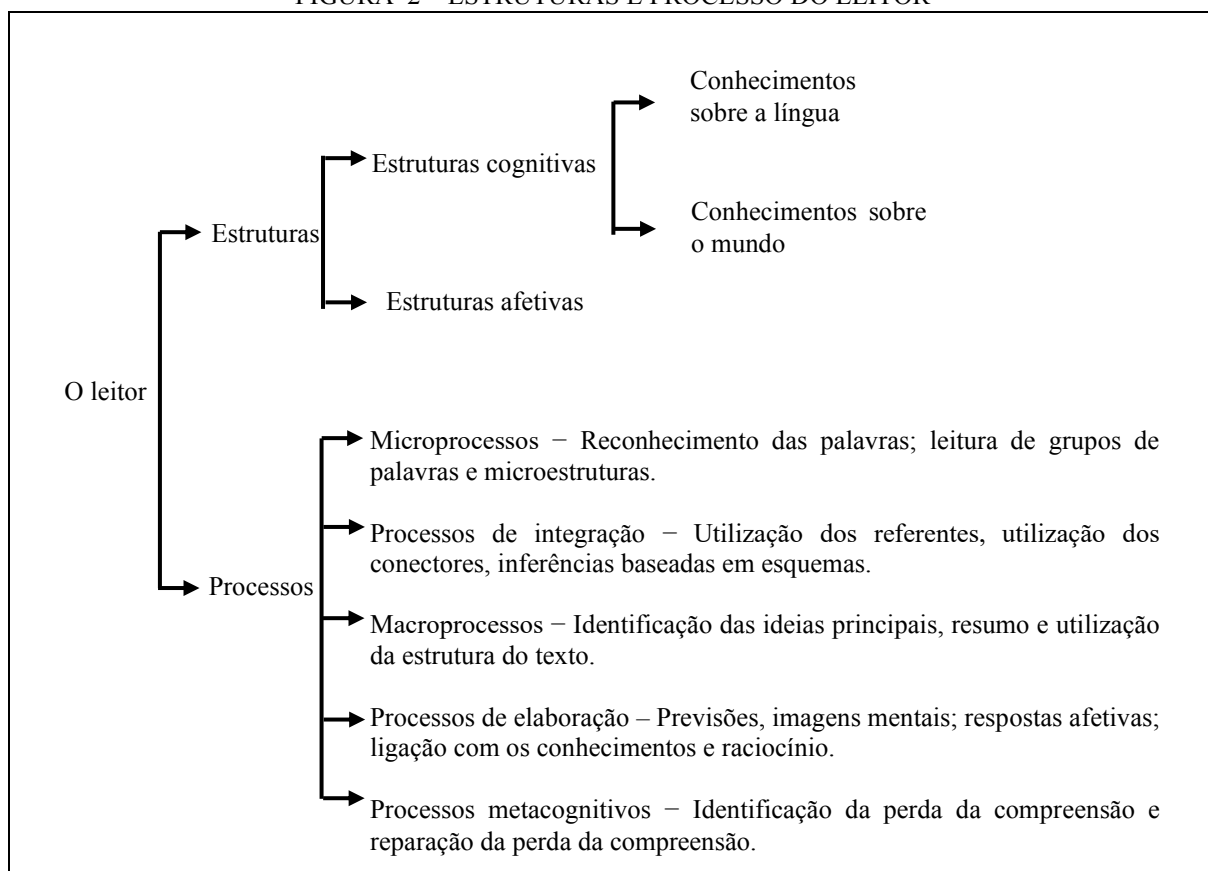 FIGURA 2 – ESTRUTURAS E PROCESSO DO LEITOR
Conhecimentos
sobre a língua
Estruturas cognitivas
Conhecimentos sobre
o mundo
Estruturas
Estruturas afetivas
O leitor
Microprocessos − Reconhecimento das palavras; leitura de grupos de
palavras e microestruturas.
Processos de integração − Utilização dos referentes, utilização dos
conectores, inferências baseadas em esquemas.
Processos
Macroprocessos − Identificação das ideias principais, resumo e utilização
da estrutura do texto.
Processos de elaboração – Previsões, imagens mentais; respostas afetivas;
ligação com os conhecimentos e raciocínio.
Processos metacognitivos − Identificação da perda da compreensão e
reparação da perda da compreensão.